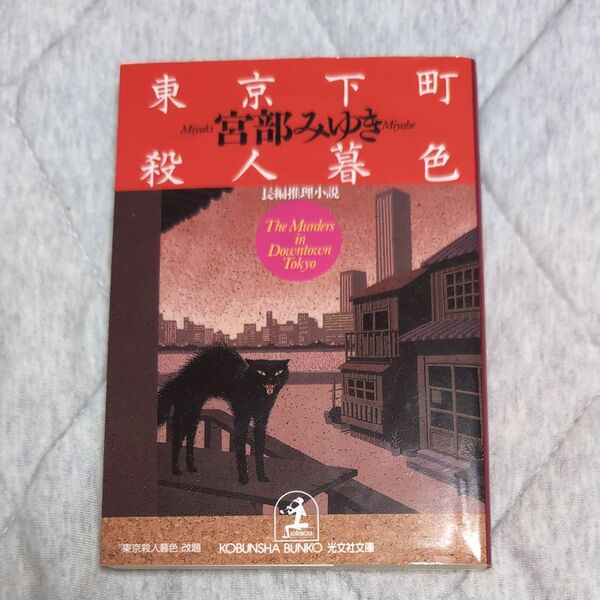 東京下町
Miyuki 宮部みゆき Miyabe
殺人暮色
長編推理小説
The Murders
in
Downtown
Tokyo
KOBUNSHA
『東京殺人暮色』改題 KOBUNSHA BUNKO 光文社文庫